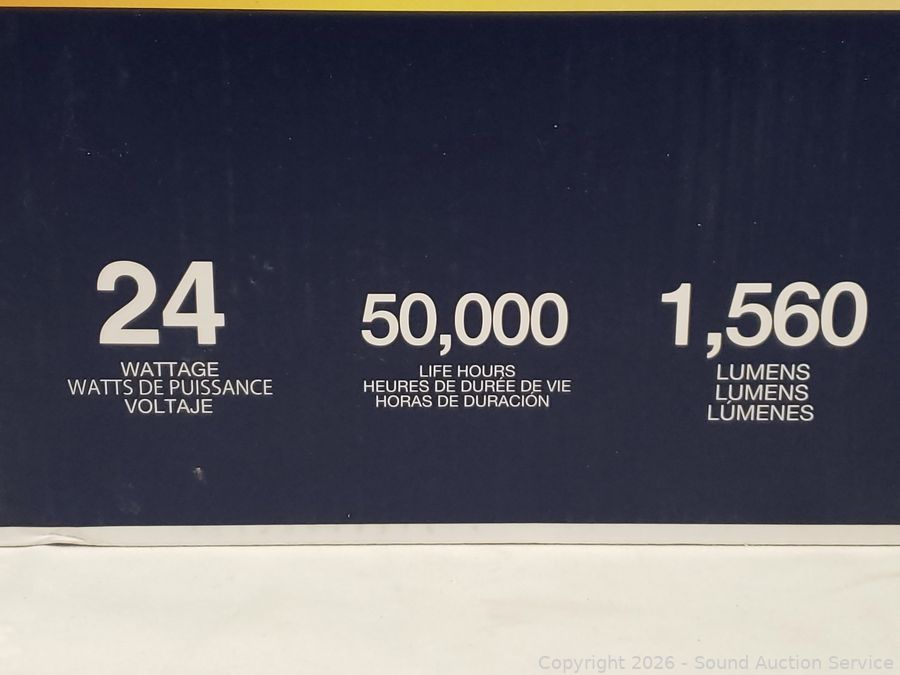 24
WATTAGE
WATTS DE PUISSANCE
VOLTAJE
50,000
LIFE HOURS
HEURES DE DURÉE DE VIE
HORAS DE DURACIÓN
1,560
LUMENS
LUMENS
LÚMENES
Copyright 2026 - Sound Auction Service